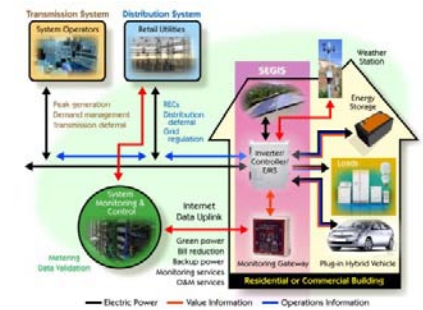 Transmission System
Distribution System
System Operators
Retail Utilities
Weather
Station
SEGIS
Peak generation
Demand management
Transmission deferral
RECs
Distribution
deferral
Grid
regulation
Energy
Storage
Inverter/
Controller/
EMS
Loads
System
Monitoring &
Control
Internet
Data Uplink
Green power
Bill reduction
Backup power
Monitoring services
O&M services
Metering
Data Validation
Monitoring Gateway
Plug-in Hybrid Vehicle
Residential or Commercial Building
Electric Power
Value Information
Operations Information